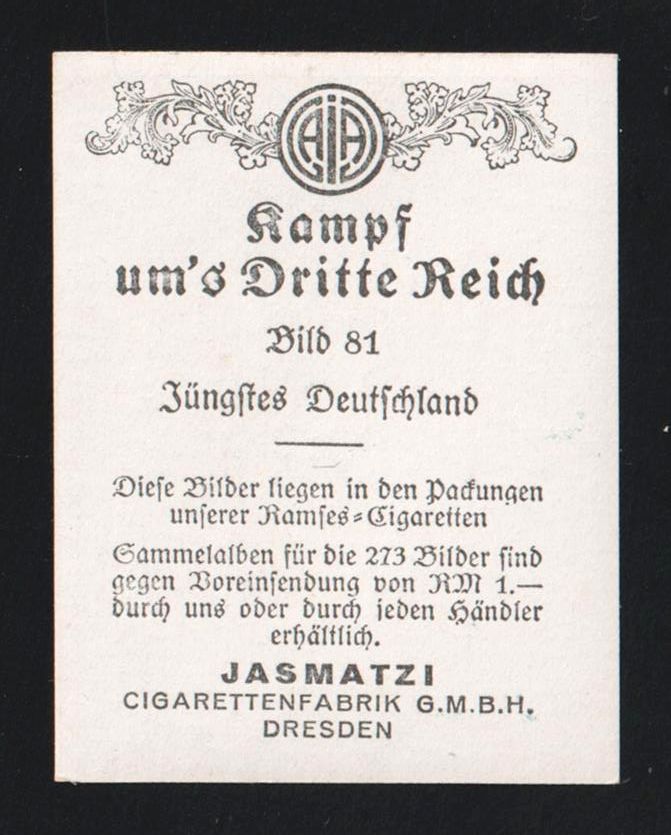 Kampf
um's Dritte Reich
Bild 81
Jüngstes Deutschland
Diese Bilder liegen in den Packungen
unserer Ramses-Cigaretten
Sammelalben für die 273 Bilder sind
gegen Voreinsendung von RM 1.—
durch uns oder durch jeden Händler
erhältlich.
JASMATZI
CIGARETTENFABRIK G.M.B.H.
DRESDEN